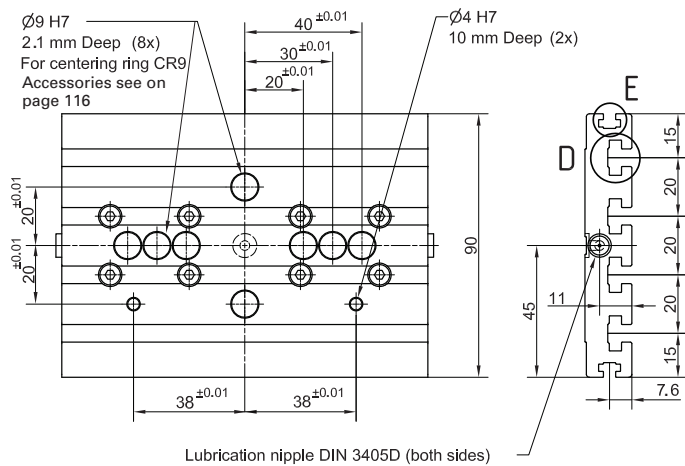 Ø9 H7
2.1 mm Deep (8x)
For centering ring CR9
Accessories see on
page 116
40±0.01
30±0.01
20±0.01
Ø4 H7
10 mm Deep (2x)
E
D
15
20
20
20
15
20±0.01
20±0.01
90
45
11
7.6
38±0.01
38±0.01
Lubrication nipple DIN 3405D (both sides)